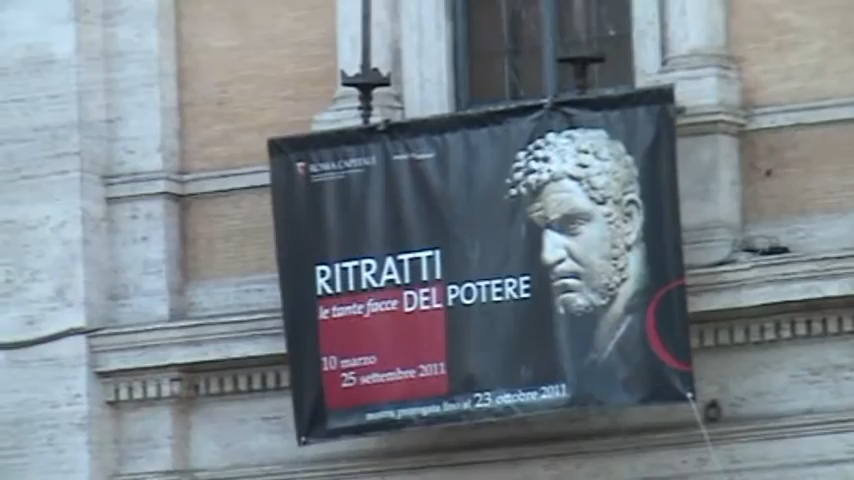 ROMA CAPITALE
RITRATTI
le tante facce DEL POTERE
10 marzo
25 settembre 2011
mostra prorogata fino al 23 ottobre 2011